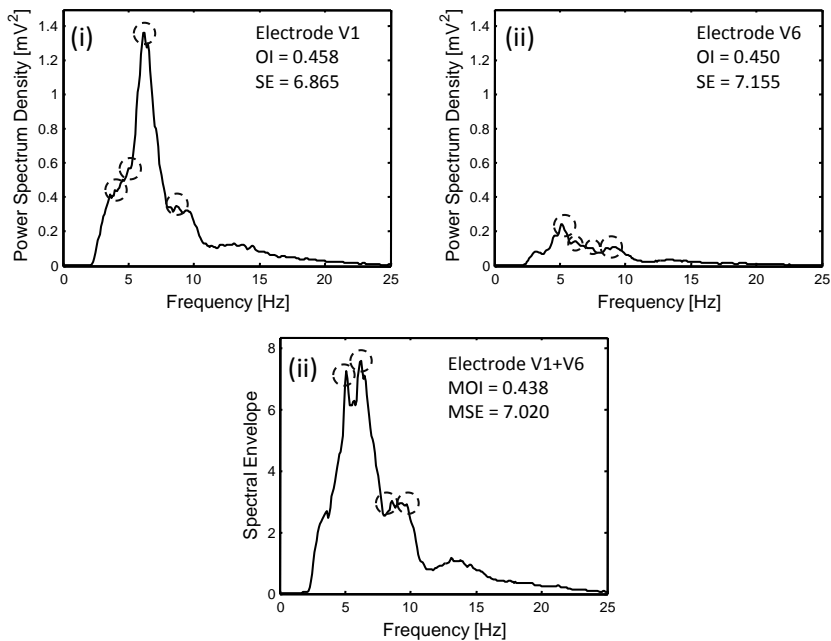 (i)
Electrode V1
OI = 0.458
SE = 6.865
Power Spectrum Density [mV²]
1.4
1.2
1
0.8
0.6
0.4
0.2
0
0 5 10 15 20 25
Frequency [Hz]
(ii)
Electrode V6
OI = 0.450
SE = 7.155
Power Spectrum Density [mV²]
1.4
1.2
1
0.8
0.6
0.4
0.2
0
0 5 10 15 20 25
Frequency [Hz]
(ii)
Electrode V1+V6
MOI = 0.438
MSE = 7.020
Spectral Envelope
8
6
4
2
0
0 5 10 15 20 25
Frequency [Hz]